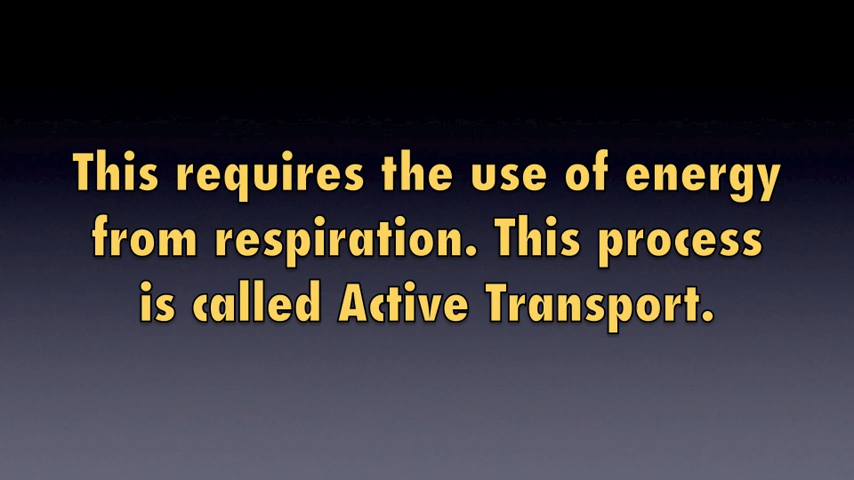 This requires the use of energy
from respiration. This process
is called Active Transport.